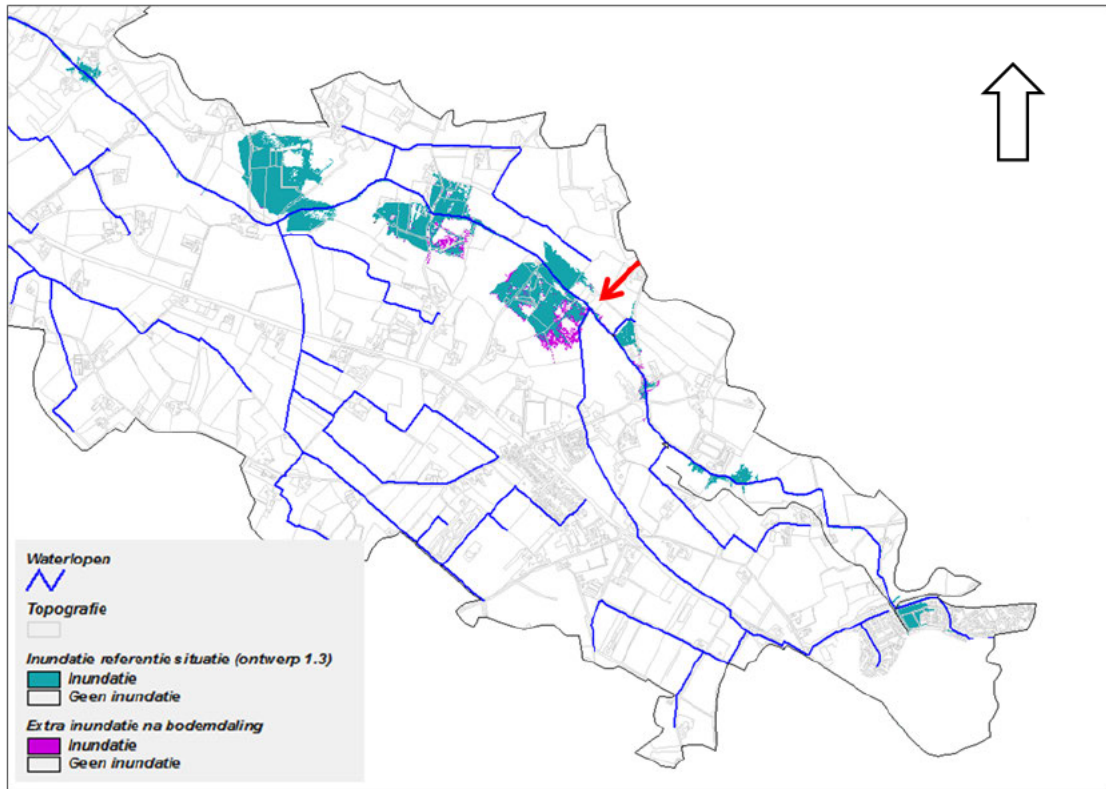 Waterlopen
Topografie
Inundatie referentie situatie (ontwerp 1.3)
Inundatie
Geen inundatie
Extra inundatie na bodemdaling
Inundatie
Geen inundatie